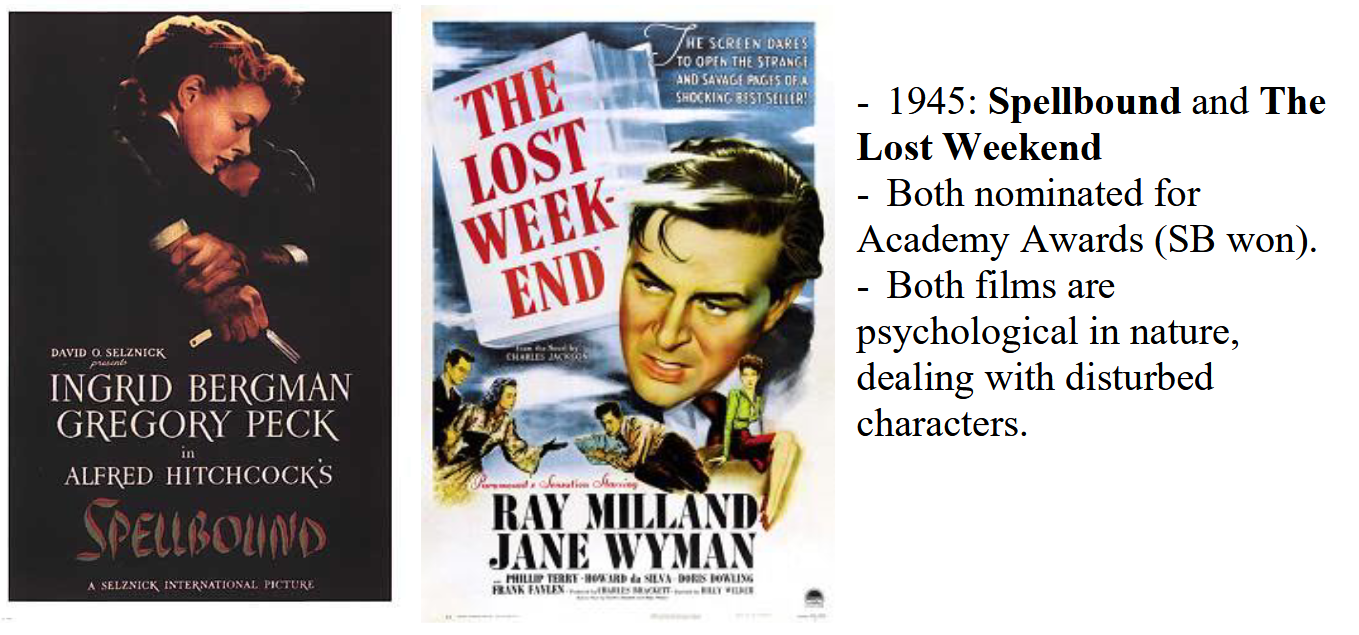 DAVID O. SELZNICK
presents
INGRID BERGMAN
GREGORY PECK
in
ALFRED HITCHCOCK'S
SPELLBOUND
A SELZNICK INTERNATIONAL PICTURE
THE SCREEN DARES
TO OPEN THE STRANGE
AND SAVAGE PAGES OF A
SHOCKING BEST SELLER!
"THE
LOST
WEEK-
END"
From the Novel by
CHARLES JACKSON
Paramount's Sensation Starring
RAY MILLAND
JANE WYMAN
PHILLIP TERRY · HOWARD da SILVA · DORIS DOWLING
FRANK FAYLEN · Produced by CHARLES BRACKETT · Directed by BILLY WILDER
- 1945: Spellbound and The
Lost Weekend
- Both nominated for
Academy Awards (SB won).
- Both films are
psychological in nature,
dealing with disturbed
characters.